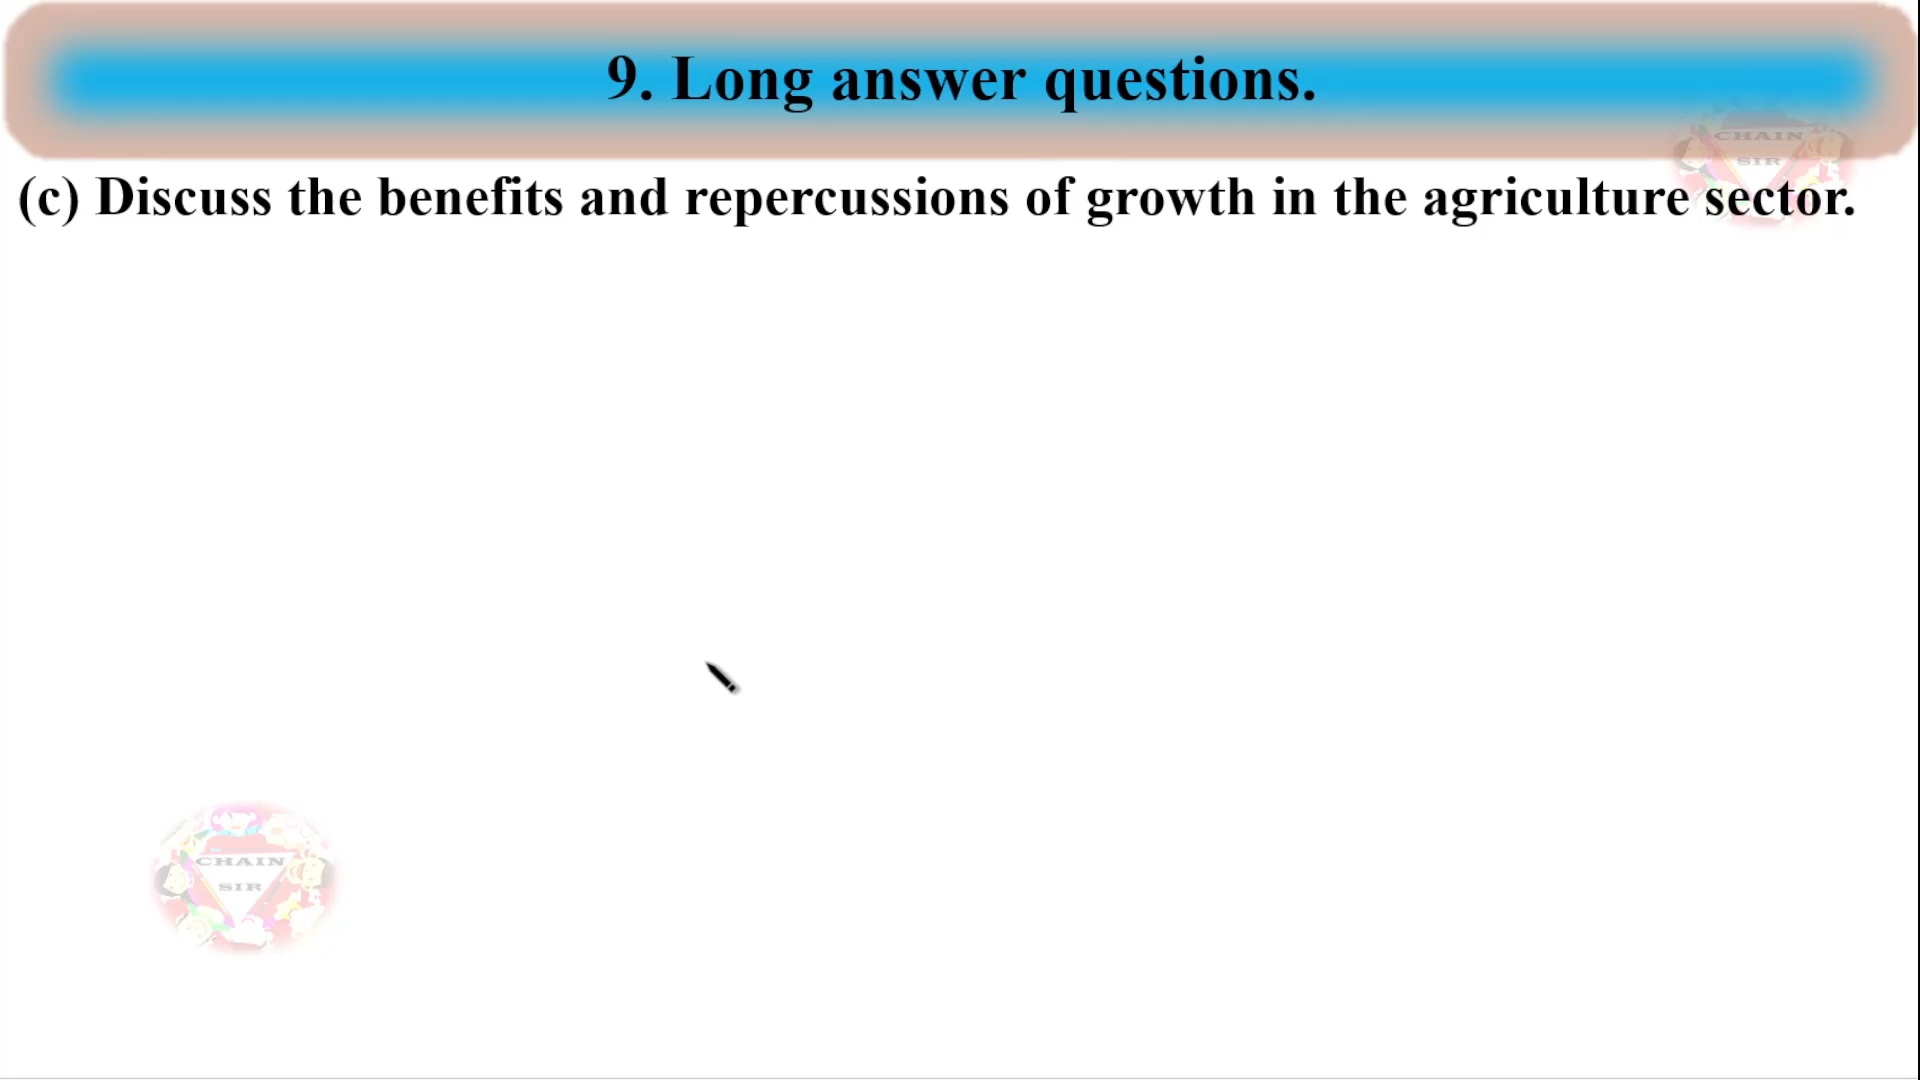 9. Long answer questions.
CHAIN
SIR
(c) Discuss the benefits and repercussions of growth in the agriculture sector.
CHAIN
SIR